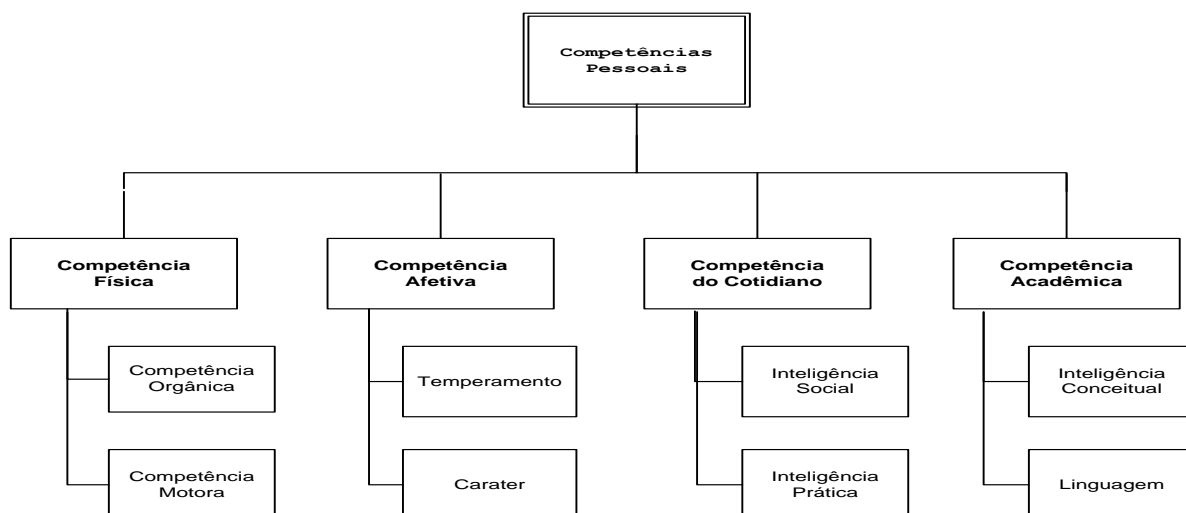 Competências
Pessoais
Competência
Física
Competência
Afetiva
Competência
do Cotidiano
Competência
Acadêmica
Competência
Orgânica
Temperamento
Inteligência
Social
Inteligência
Conceitual
Competência
Motora
Carater
Inteligência
Prática
Linguagem